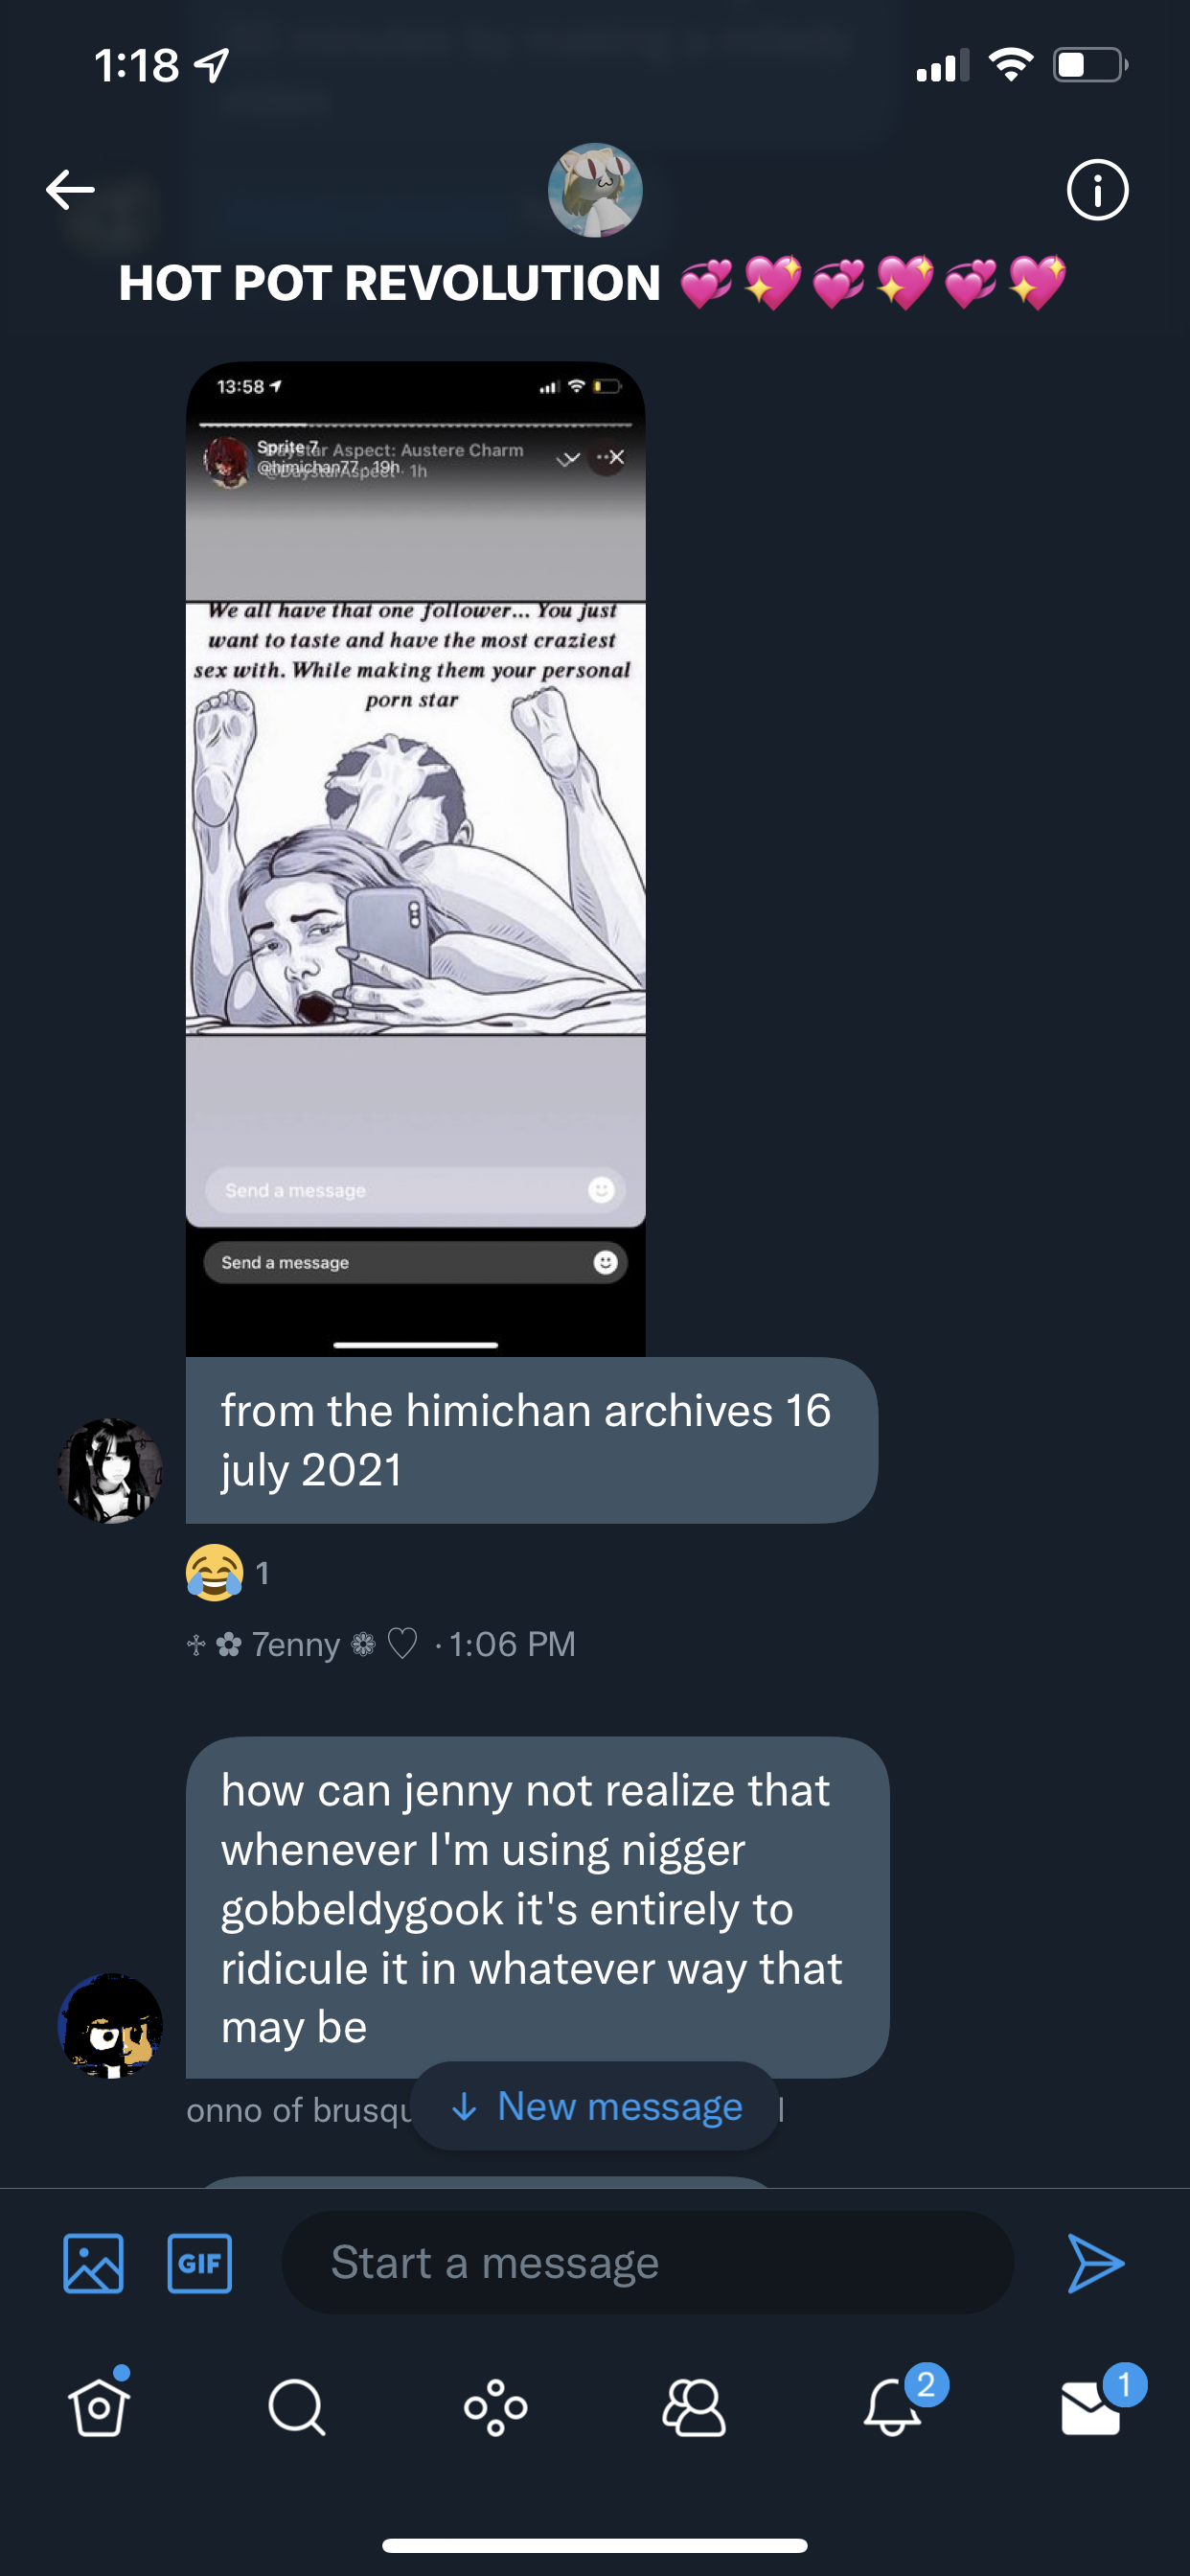 1:18
HOT POT REVOLUTION 💞💖💞💖💞💖
13:58
Sprite 7
Daystar Aspect: Austere Charm
@himichan77 · 19h
@DaystarAspect · 1h
We all have that one follower... You just
want to taste and have the most craziest
sex with. While making them your personal
porn star
Send a message
Send a message
from the himichan archives 16
july 2021
😂 1
♱ ✿ 7enny ❁ ♡ · 1:06 PM
how can jenny not realize that
whenever I'm using nigger
gobbeldygook it's entirely to
ridicule it in whatever way that
may be
onno of
↓ New message
GIF
Start a message
2
1